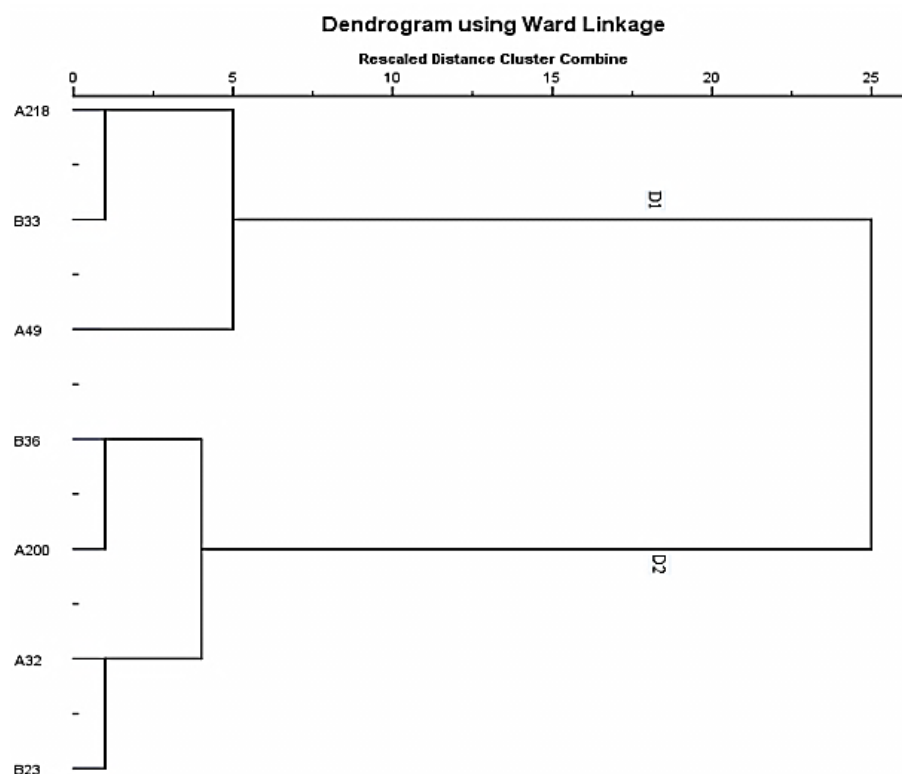 Dendrogram using Ward Linkage
Rescaled Distance Cluster Combine
0 5 10 15 20 25
A218
D1
B33
A49
B36
A200
D2
A32
B23